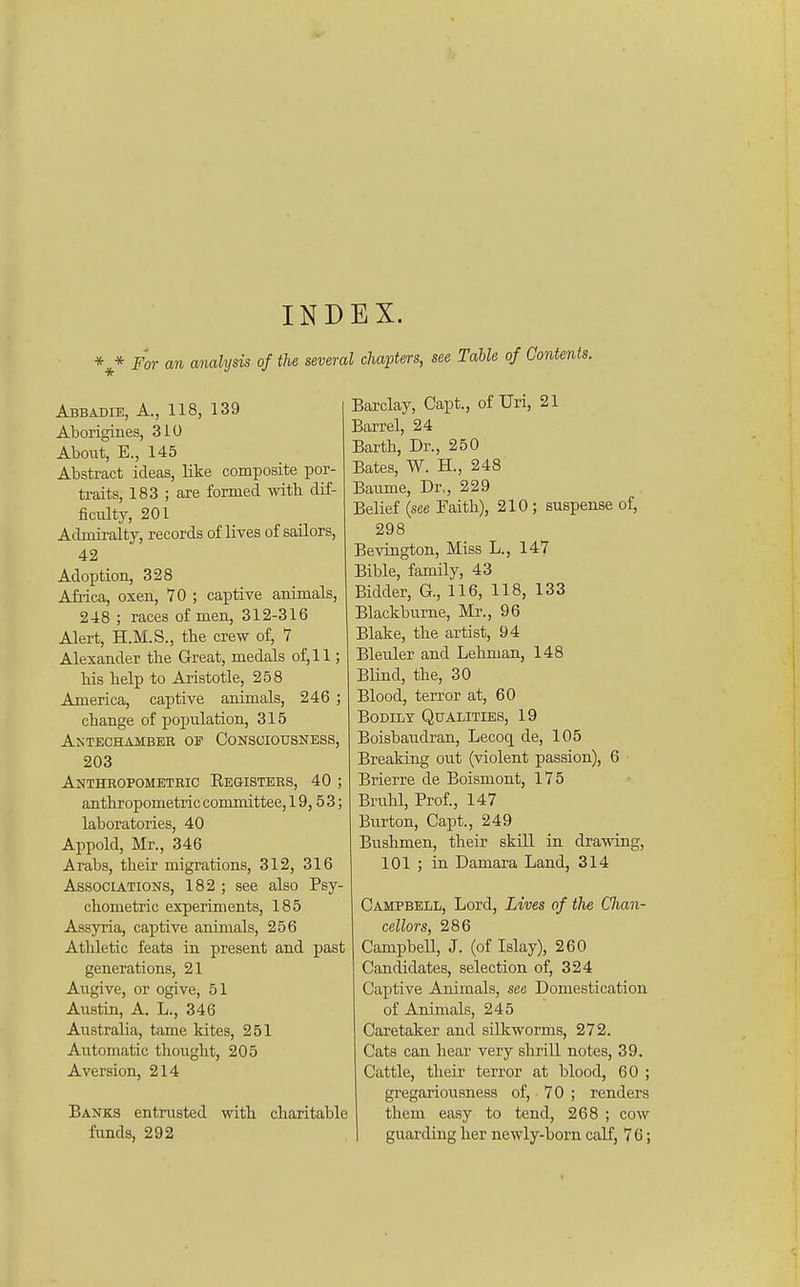 INDEX.
*** For an analysis of the several chapters, see Table of Contents.
ABBADIE, A., 118, 139
Aborigines, 310
About, E., 145
Abstract ideas, like composite por-
traits, 183 ; are formed with dif-
ficulty, 201
Admiralty, records of lives of sailors,
42
Adoption, 328
Africa, oxen, 70 ; captive animals,
248 ; races of men, 312-316
Alert, H.M.S., the crew of, 7
Alexander the Great, medals of, 11 ;
his help to Aristotle, 258
America, captive animals, 246 ;
change of population, 315
ANTECHAMBER OF CONSCIOUSNESS,
203
ANTHROPOMETRIC REGISTERS, 40 ;
anthropometric committee, 19, 53 ;
laboratories, 40
Appold, Mr., 346
Arabs, their migrations, 312, 316
ASSOCIATIONS, 182 ; see also Psy-
chometric experiments, 185
Assyria, captive animals, 256
Athletic feats in present and past
generations, 21
Augive, or ogive, 51
Austin, A. L., 346
Australia, tame kites, 251
Automatic thought, 205
Aversion, 214
BANKS entrusted with charitable
funds, 292
Barclay, Capt., of Uri, 21
Barrel, 24
Barth, Dr., 250
Bates, W. H., 248
Baume, Dr., 229
Belief (see Faith), 210 ; suspense of,
298
Bevington, Miss L., 147
Bible, family, 43
Bidder, G., 116, 118, 133
Blackburne, Mr., 96
Blake, the artist, 94
Bleuler and Lehman, 148
Blind, the, 30
Blood, terror at, 60
BODILY QUALITIES, 19
Boisbaudran, Lecoq de, 105
Breaking out (violent passion), 6
Brierre de Boismont, 175
Bruhl, Prof., 147
Burton, Capt., 249
Bushmen, their skill in drawing,
101 ; in Damara Land, 314
CAMPBELL, Lord, Lives of the Chan-
cellors, 286
Campbell, J. (of Islay), 260
Candidates, selection of, 324
Captive Animals, see Domestication
of Animals, 245
Caretaker and silkworms, 272.
Cats can hear very shrill notes, 39.
Cattle, their terror at blood, 60 ;
gregariousness of, 70 ; renders
them easy to tend, 268 ; cow
guarding her newly-born calf, 76 ;